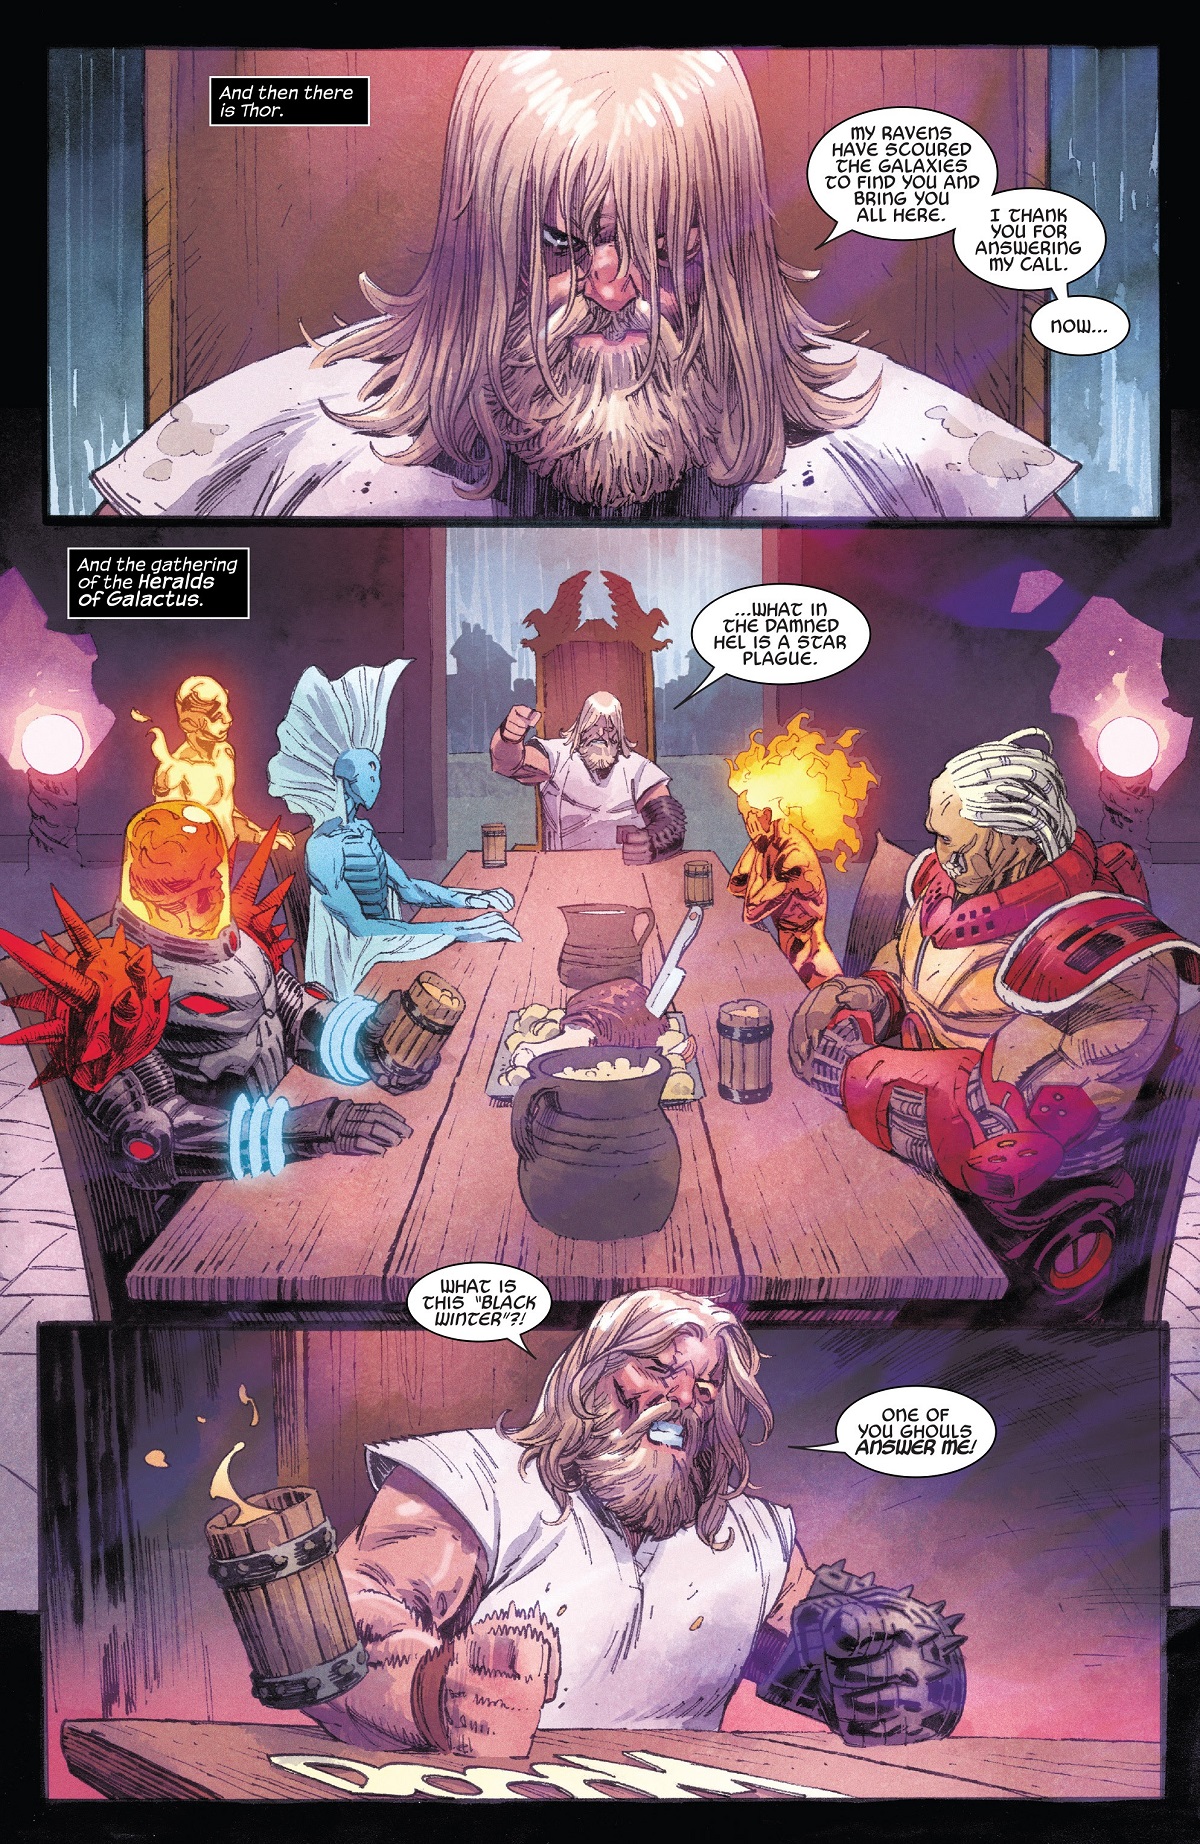 And then there
is Thor.
MY RAVENS
HAVE SCOURED
THE GALAXIES
TO FIND YOU AND
BRING YOU
ALL HERE.
I THANK
YOU FOR
ANSWERING
MY CALL.
NOW...
And the gathering
of the Heralds
of Galactus.
...WHAT IN
THE DAMNED
HEL IS A STAR
PLAGUE.
WHAT IS
THIS "BLACK
WINTER"?!
ONE OF
YOU GHOULS
ANSWER ME!
DOOM